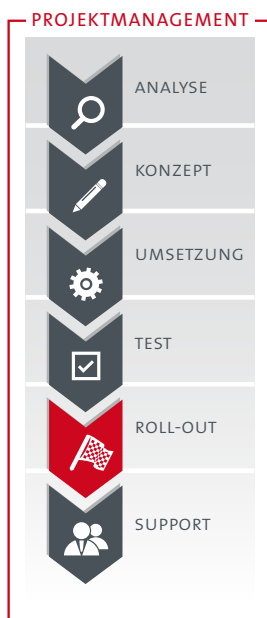 PROJEKTMANAGEMENT
ANALYSE
KONZEPT
UMSETZUNG
TEST
ROLL-OUT
SUPPORT